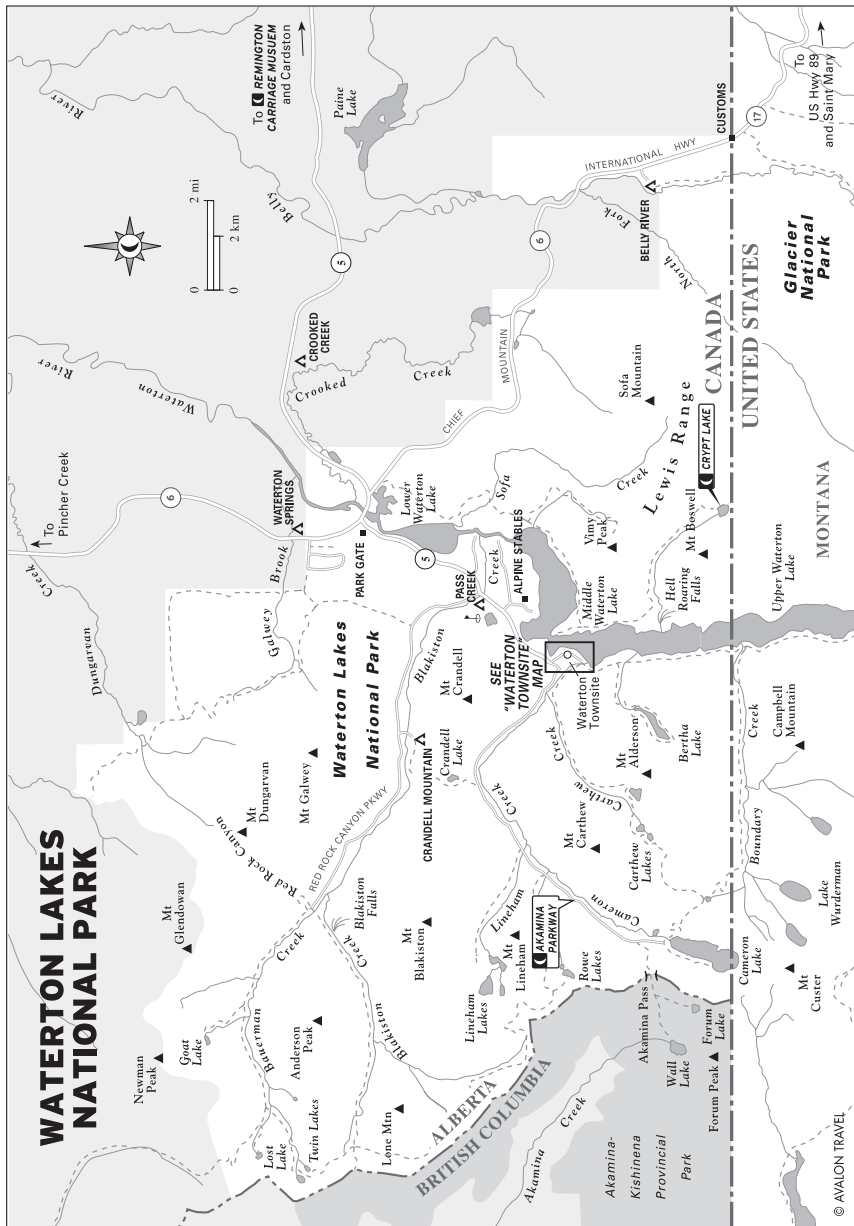 WATERTON LAKES
NATIONAL PARK
To
Pincher Creek
Creek
Dungarvan
6
WATERTON
SPRINGS
Brook
Galwey
River
Waterton
River
Belly
0
2 mi
0
2 km
To REMINGTON
CARRIAGE MUSUEM
and Cardston
Paine
Lake
5
CROOKED
CREEK
Crooked
Creek
CHIEF
MOUNTAIN
6
INTERNATIONAL HWY
BELLY RIVER
North
Fork
CUSTOMS
17
To
US Hwy 89
and Saint Mary
Newman
Peak
Mt
Glendowan
Mt
Dungarvan
Mt Galwey
Red Rock Canyon
RED ROCK CANYON PKWY
Goat
Lake
Creek
Bauerman
Lost
Lake
Twin Lakes
Anderson
Peak
Lone Mtn
Blakiston
Falls
Creek
Blakiston
Mt
Blakiston
Waterton Lakes
National Park
PARK GATE
Lower
Waterton
Lake
5
PASS
CREEK
Blakiston
Creek
ALPINE STABLES
Sofa
Creek
Sofa
Mountain
Mt
Crandell
CRANDELL MOUNTAIN
Crandell
Lake
SEE
"WATERTON
TOWNSITE"
MAP
Waterton
Townsite
Middle
Waterton
Lake
Vimy
Peak
Lewis Range
Mt Boswell
CRYPT LAKE
Hell
Roaring
Falls
Upper Waterton
Lake
Creek
Cameron
Creek
Carthew
Mt
Alderson
Bertha
Lake
Mt
Carthew
Carthew
Lakes
Lineham
Mt
Lineham
Lineham
Lakes
AKAMINA
PARKWAY
Rowe
Lakes
Akamina Pass
Cameron
Lake
Wall
Lake
Forum
Lake
Forum Peak
ALBERTA
BRITISH COLUMBIA
Akamina
Creek
Akamina-
Kishinena
Provincial
Park
Mt
Custer
Lake
Wurderman
Boundary
Creek
Campbell
Mountain
CANADA
UNITED STATES
MONTANA
Glacier
National
Park
© AVALON TRAVEL